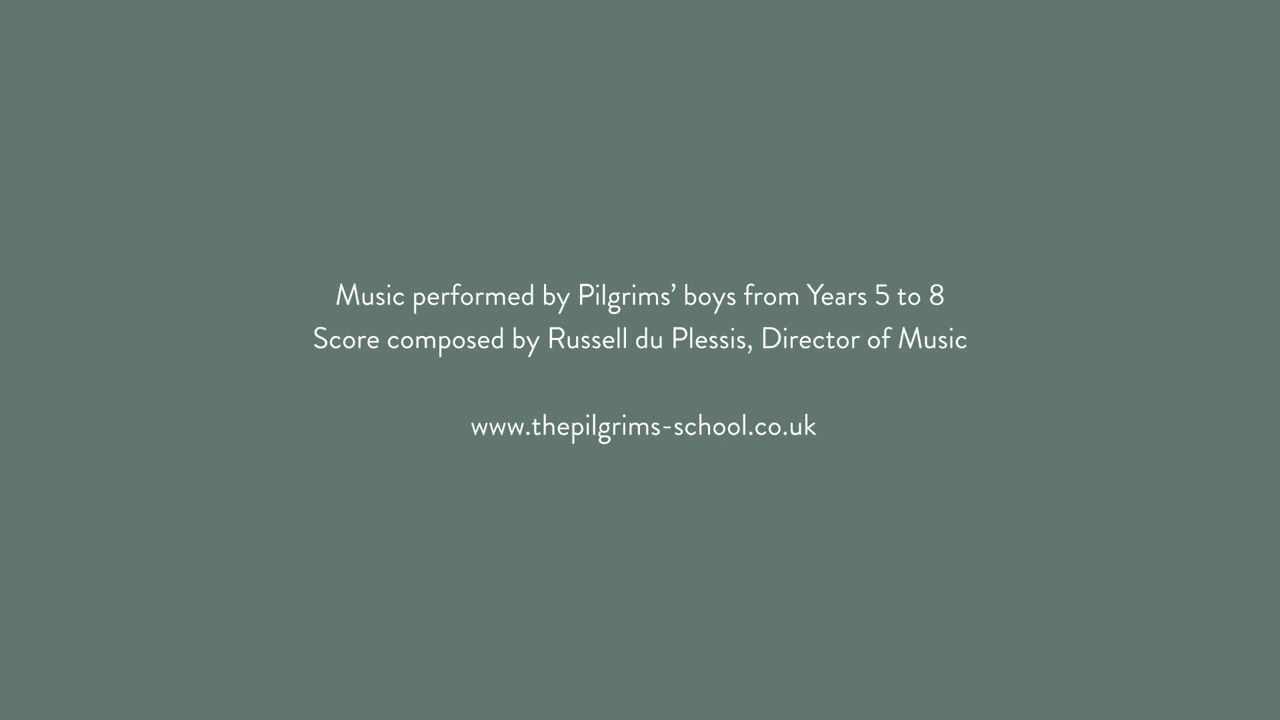 Music performed by Pilgrims’ boys from Years 5 to 8
Score composed by Russell du Plessis, Director of Music
www.thepilgrims-school.co.uk